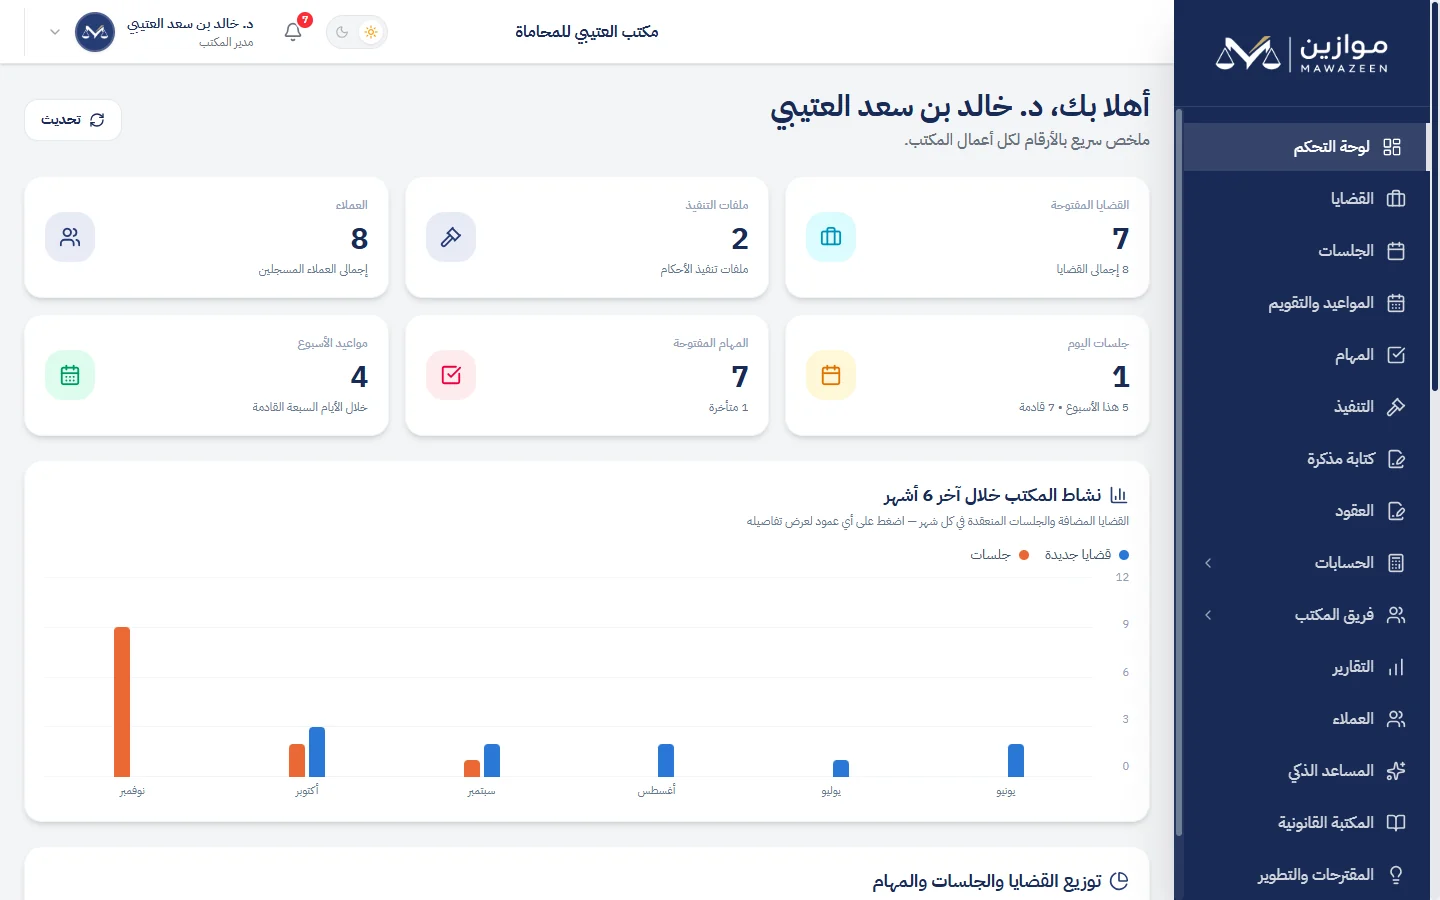 موازين
MAWAZEEN
لوحة التحكم
القضايا
الجلسات
المواعيد والتقويم
المهام
التنفيذ
كتابة مذكرة
العقود
الحسابات
فريق المكتب
التقارير
العملاء
المساعد الذكي
المكتبة القانونية
المقترحات والتطوير
مكتب العتيبي للمحاماة
7
د. خالد بن سعد العتيبي
مدير المكتب
أهلا بك، د. خالد بن سعد العتيبي
ملخص سريع بالأرقام لكل أعمال المكتب.
تحديث
القضايا المفتوحة
7
8 إجمالي القضايا
ملفات التنفيذ
2
ملفات تنفيذ الأحكام
العملاء
8
إجمالي العملاء المسجلين
جلسات اليوم
1
5 هذا الأسبوع • 7 قادمة
المهام المفتوحة
7
1 متأخرة
مواعيد الأسبوع
4
خلال الأيام السبعة القادمة
نشاط المكتب خلال آخر 6 أشهر
القضايا المضافة والجلسات المنعقدة في كل شهر — اضغط على أي عمود لعرض تفاصيله
قضايا جديدة
جلسات
12
9
6
3
0
يونيو
يوليو
أغسطس
سبتمبر
أكتوبر
نوفمبر
توزيع القضايا والجلسات والمهام